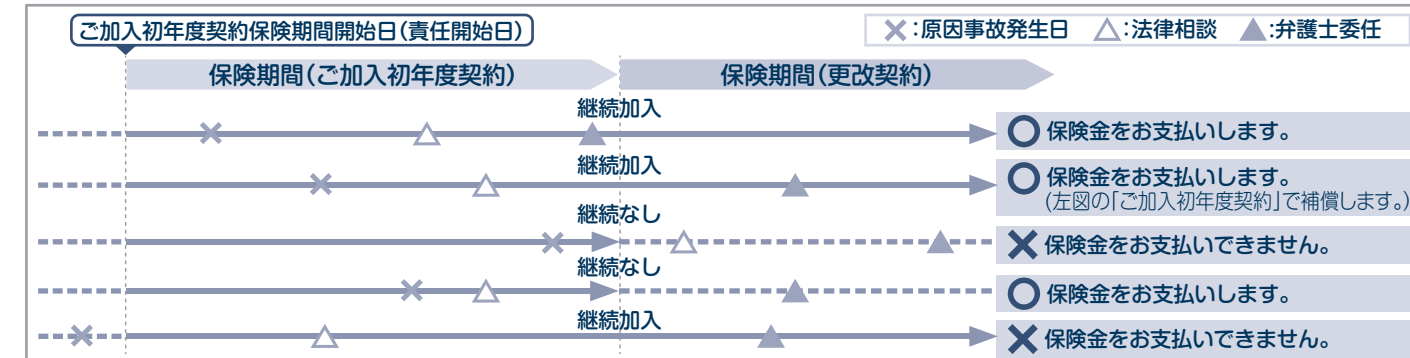 ご加入初年度契約保険期間開始日(責任開始日)
×:原因事故発生日 △:法律相談 ▲:弁護士委任
保険期間(ご加入初年度契約)
保険期間(更改契約)
継続加入
保険金をお支払いします。
継続加入
保険金をお支払いします。
(左図の「ご加入初年度契約」で補償します。)
継続なし
保険金をお支払いできません。
継続なし
保険金をお支払いします。
継続加入
保険金をお支払いできません。